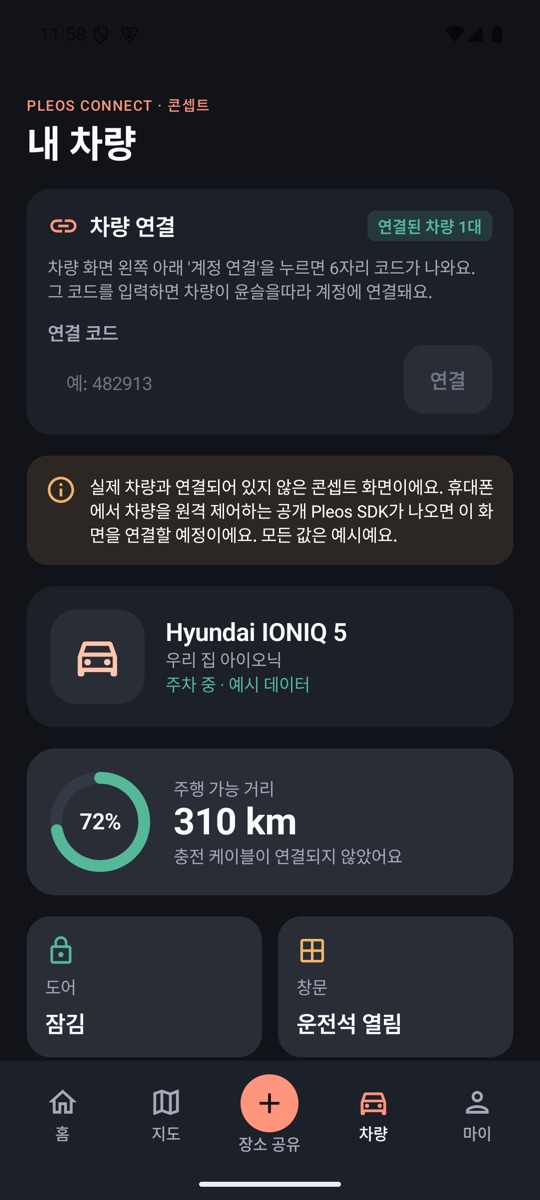 11:58
PLEOS CONNECT · 콘셉트
내 차량
차량 연결
연결된 차량 1대
차량 화면 왼쪽 아래 '계정 연결'을 누르면 6자리 코드가 나와요.
그 코드를 입력하면 차량이 윤슬을따라 계정에 연결돼요.
연결 코드
예: 482913
연결
실제 차량과 연결되어 있지 않은 콘셉트 화면이에요. 휴대폰
에서 차량을 원격 제어하는 공개 Pleos SDK가 나오면 이 화
면을 연결할 예정이에요. 모든 값은 예시예요.
Hyundai IONIQ 5
우리 집 아이오닉
주차 중 · 예시 데이터
72%
주행 가능 거리
310 km
충전 케이블이 연결되지 않았어요
도어
잠김
창문
운전석 열림
홈
지도
장소 공유
차량
마이